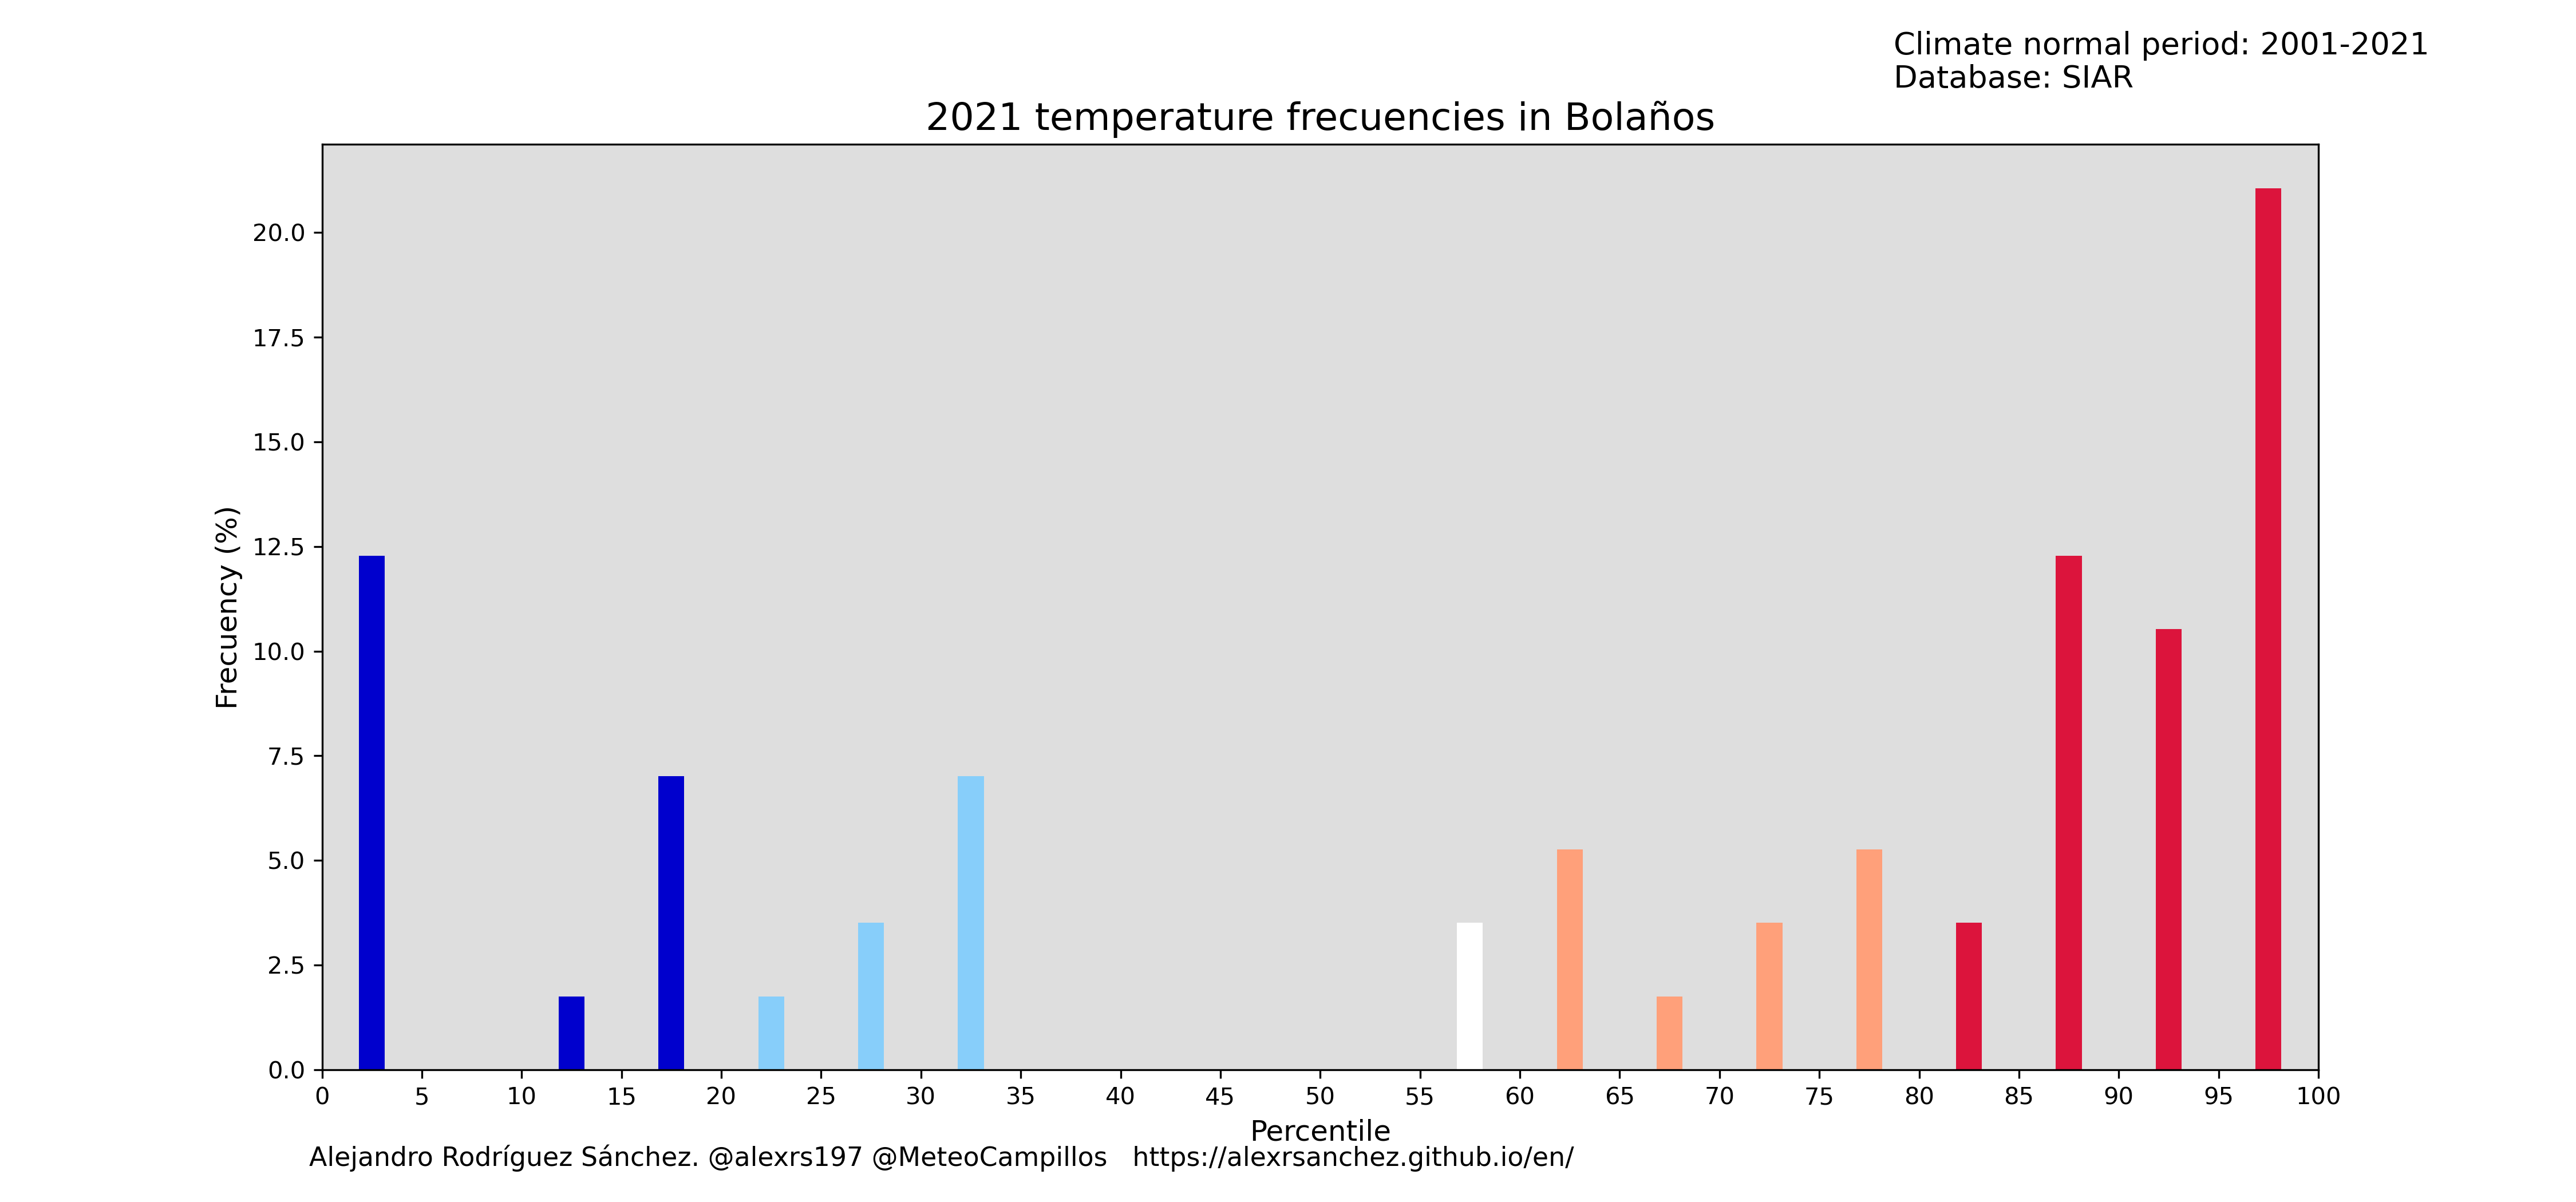 Climate normal period: 2001-2021
Database: SIAR
2021 temperature frecuencies in Bolaños
Frecuency (%)
20.0
17.5
15.0
12.5
10.0
7.5
5.0
2.5
0.0
0 5 10 15 20 25 30 35 40 45 50 55 60 65 70 75 80 85 90 95 100
Percentile
Alejandro Rodríguez Sánchez. @alexrs197 @MeteoCampillos https://alexrsanchez.github.io/en/